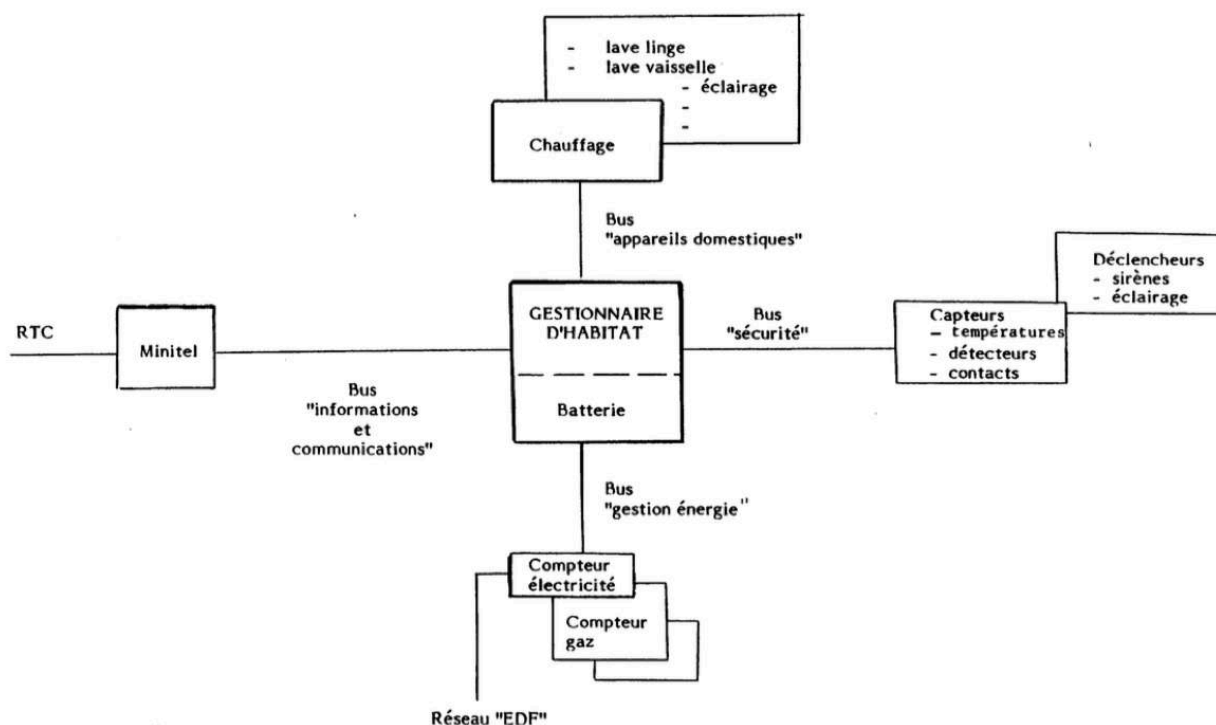 - lave linge
- lave vaisselle
- éclairage
-
-
Chauffage
Bus
"appareils domestiques"
Déclencheurs
- sirènes
- éclairage
RTC
Minitel
GESTIONNAIRE
D'HABITAT
Batterie
Bus
"sécurité"
Capteurs
- températures
- détecteurs
- contacts
Bus
"informations
et
communications"
Bus
"gestion énergie"
Compteur
électricité
Compteur
gaz
Réseau "EDF"